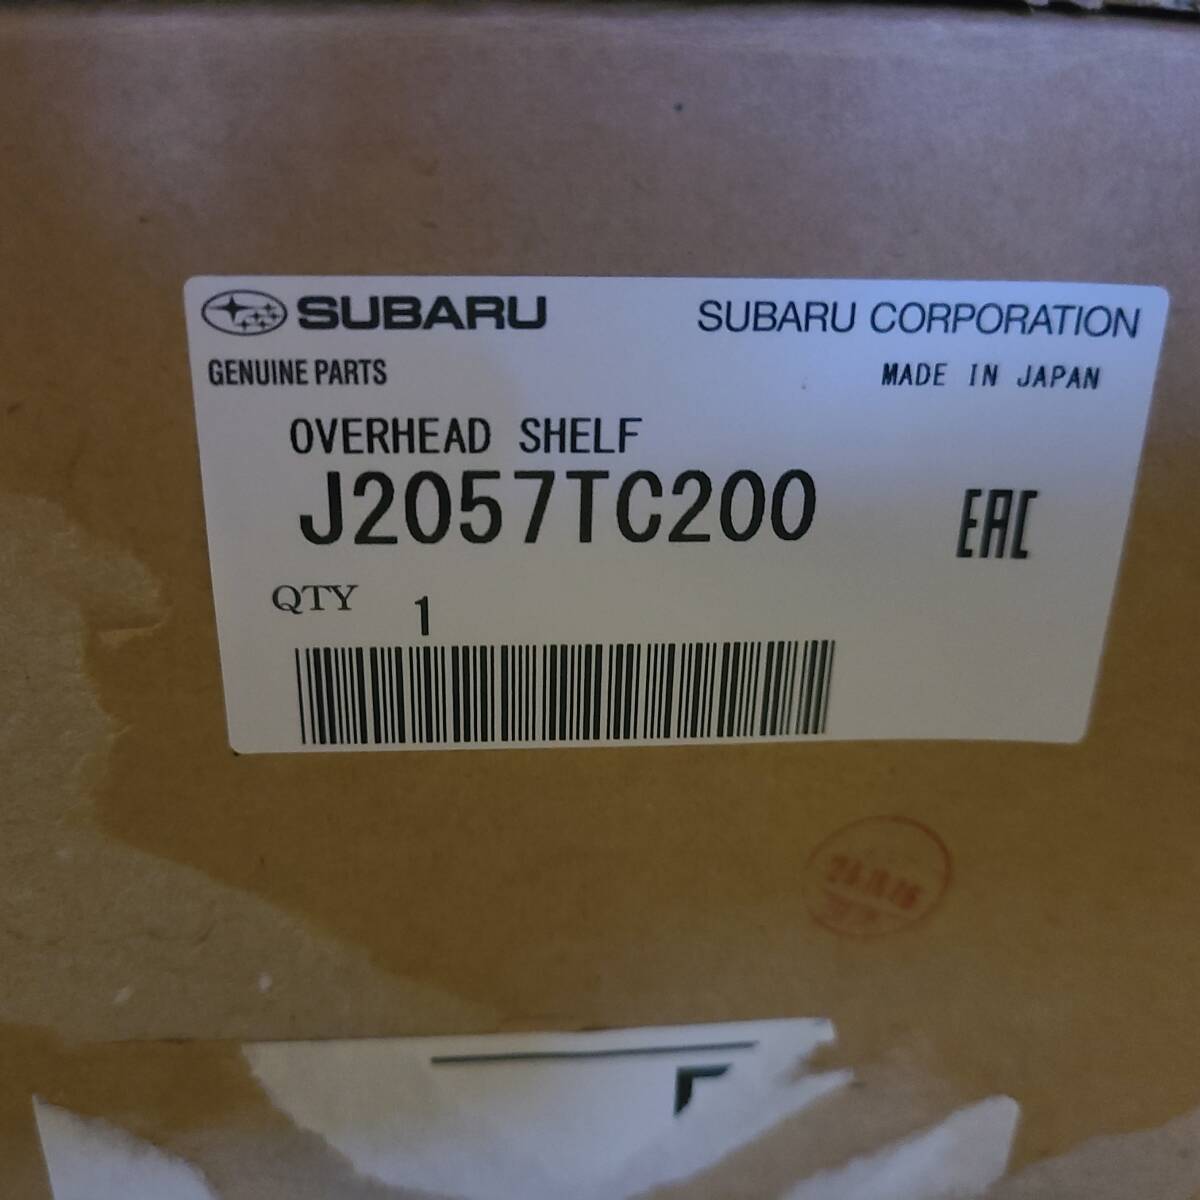 SUBARU
SUBARU CORPORATION
GENUINE PARTS
MADE IN JAPAN
OVERHEAD SHELF
J2057TC200
EAC
QTY 1